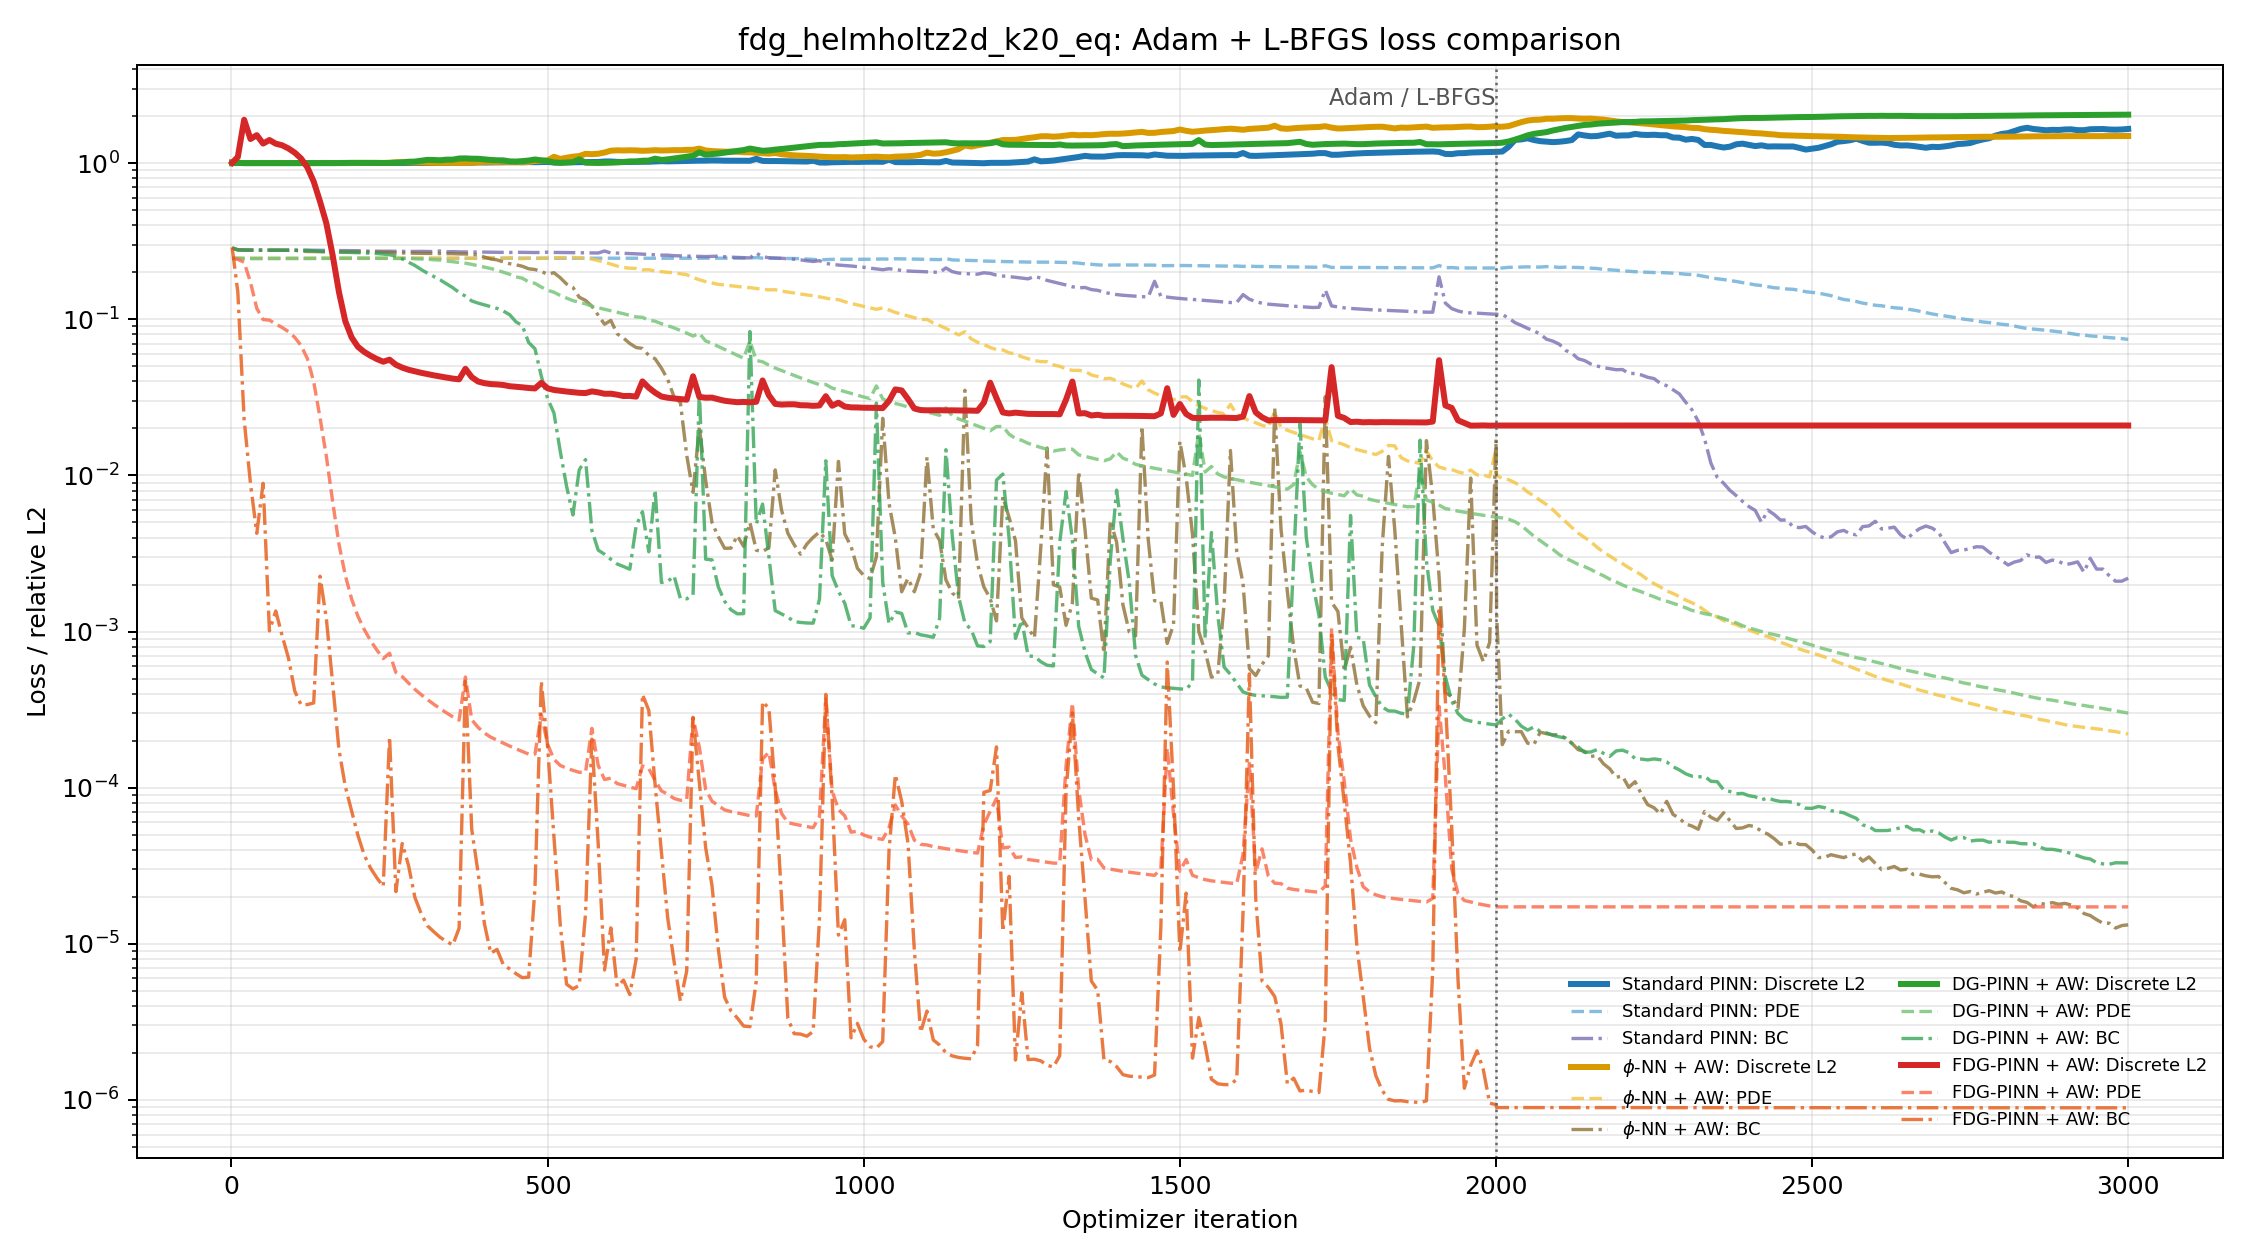 fdg_helmholtz2d_k20_eq: Adam + L-BFGS loss comparison
Adam / L-BFGS
Loss / relative L2
10⁰
10⁻¹
10⁻²
10⁻³
10⁻⁴
10⁻⁵
10⁻⁶
Standard PINN: Discrete L2
Standard PINN: PDE
Standard PINN: BC
ϕ-NN + AW: Discrete L2
ϕ-NN + AW: PDE
ϕ-NN + AW: BC
DG-PINN + AW: Discrete L2
DG-PINN + AW: PDE
DG-PINN + AW: BC
FDG-PINN + AW: Discrete L2
FDG-PINN + AW: PDE
FDG-PINN + AW: BC
0 500 1000 1500 2000 2500 3000
Optimizer iteration